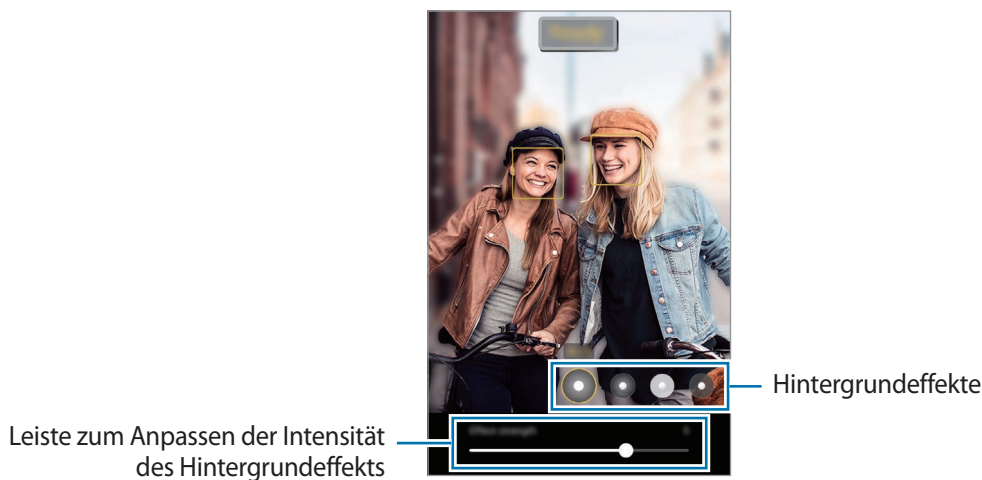 Hintergrundeffekte
Leiste zum Anpassen der Intensität
des Hintergrundeffekts